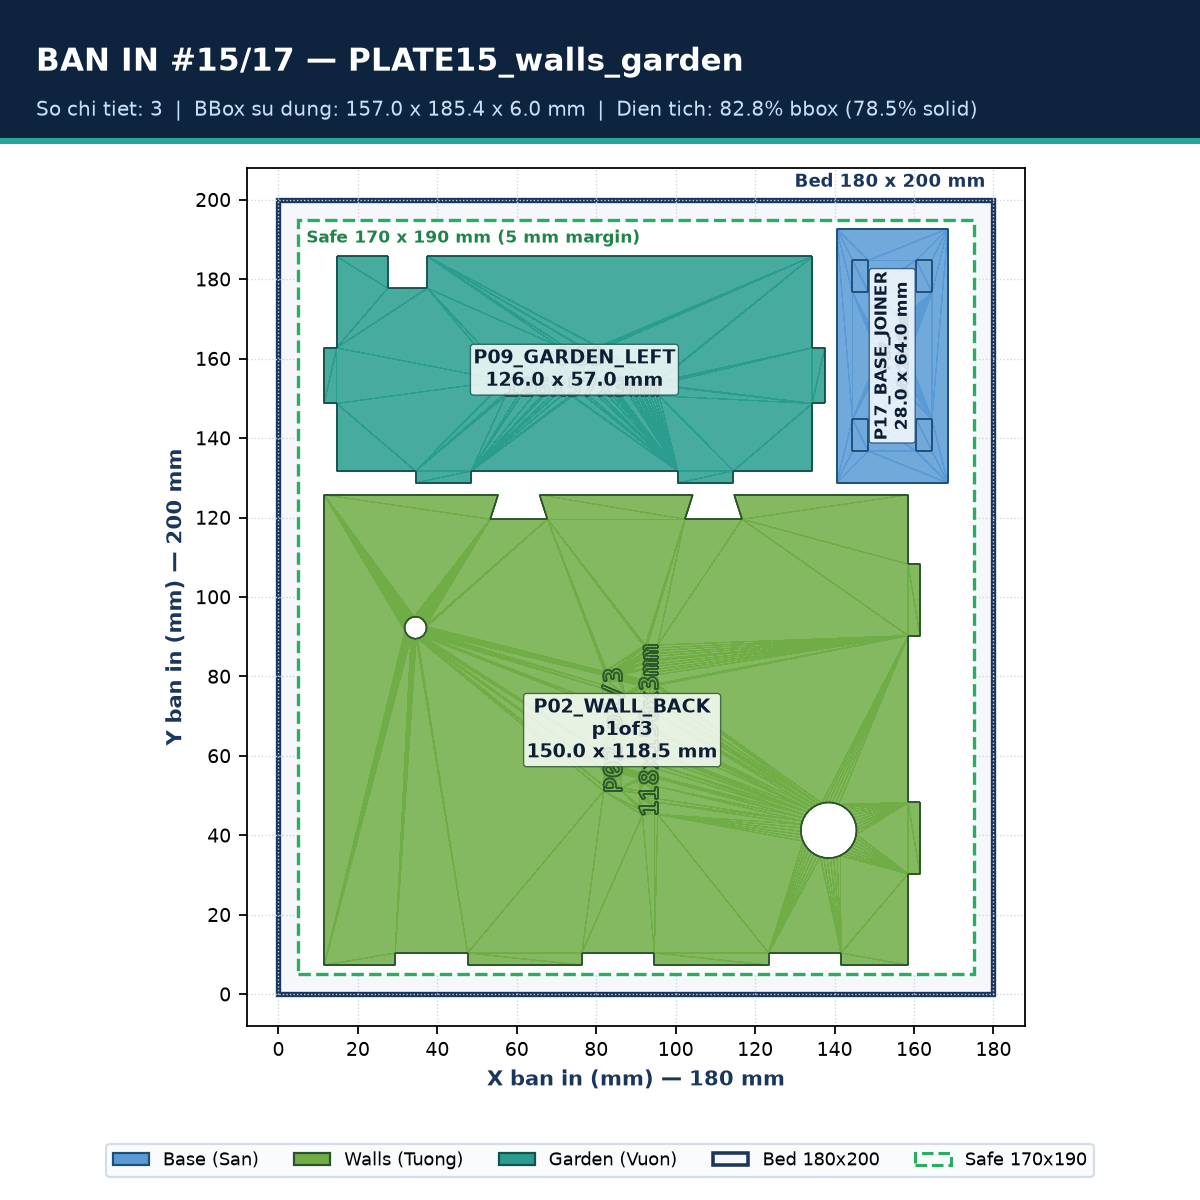 BAN IN #15/17 — PLATE15_walls_garden
So chi tiet: 3 | BBox su dung: 157.0 x 185.4 x 6.0 mm | Dien tich: 82.8% bbox (78.5% solid)
Bed 180 x 200 mm
Safe 170 x 190 mm (5 mm margin)
P09_GARDEN_LEFT
126.0 x 57.0 mm
P17_BASE_JOINER
28.0 x 64.0 mm
P02_WALL_BACK
p1of3
150.0 x 118.5 mm
200
180
160
140
120
100
80
60
40
20
0
Y ban in (mm) — 200 mm
0 20 40 60 80 100 120 140 160 180
X ban in (mm) — 180 mm
Base (San)
Walls (Tuong)
Garden (Vuon)
Bed 180x200
Safe 170x190